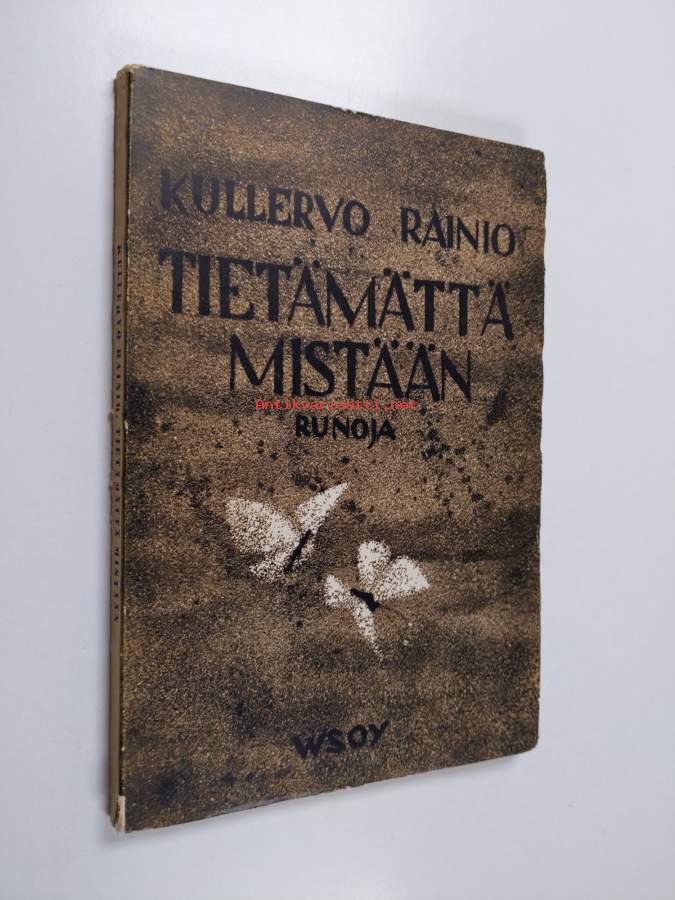 KULLERVO RAINIO
TIETÄMÄTTÄ
MISTÄÄN
Antikvariaatti.net
RUNOJA
WSOY
KULLERVO RAINIO TIETÄMÄTTÄ MISTÄÄN